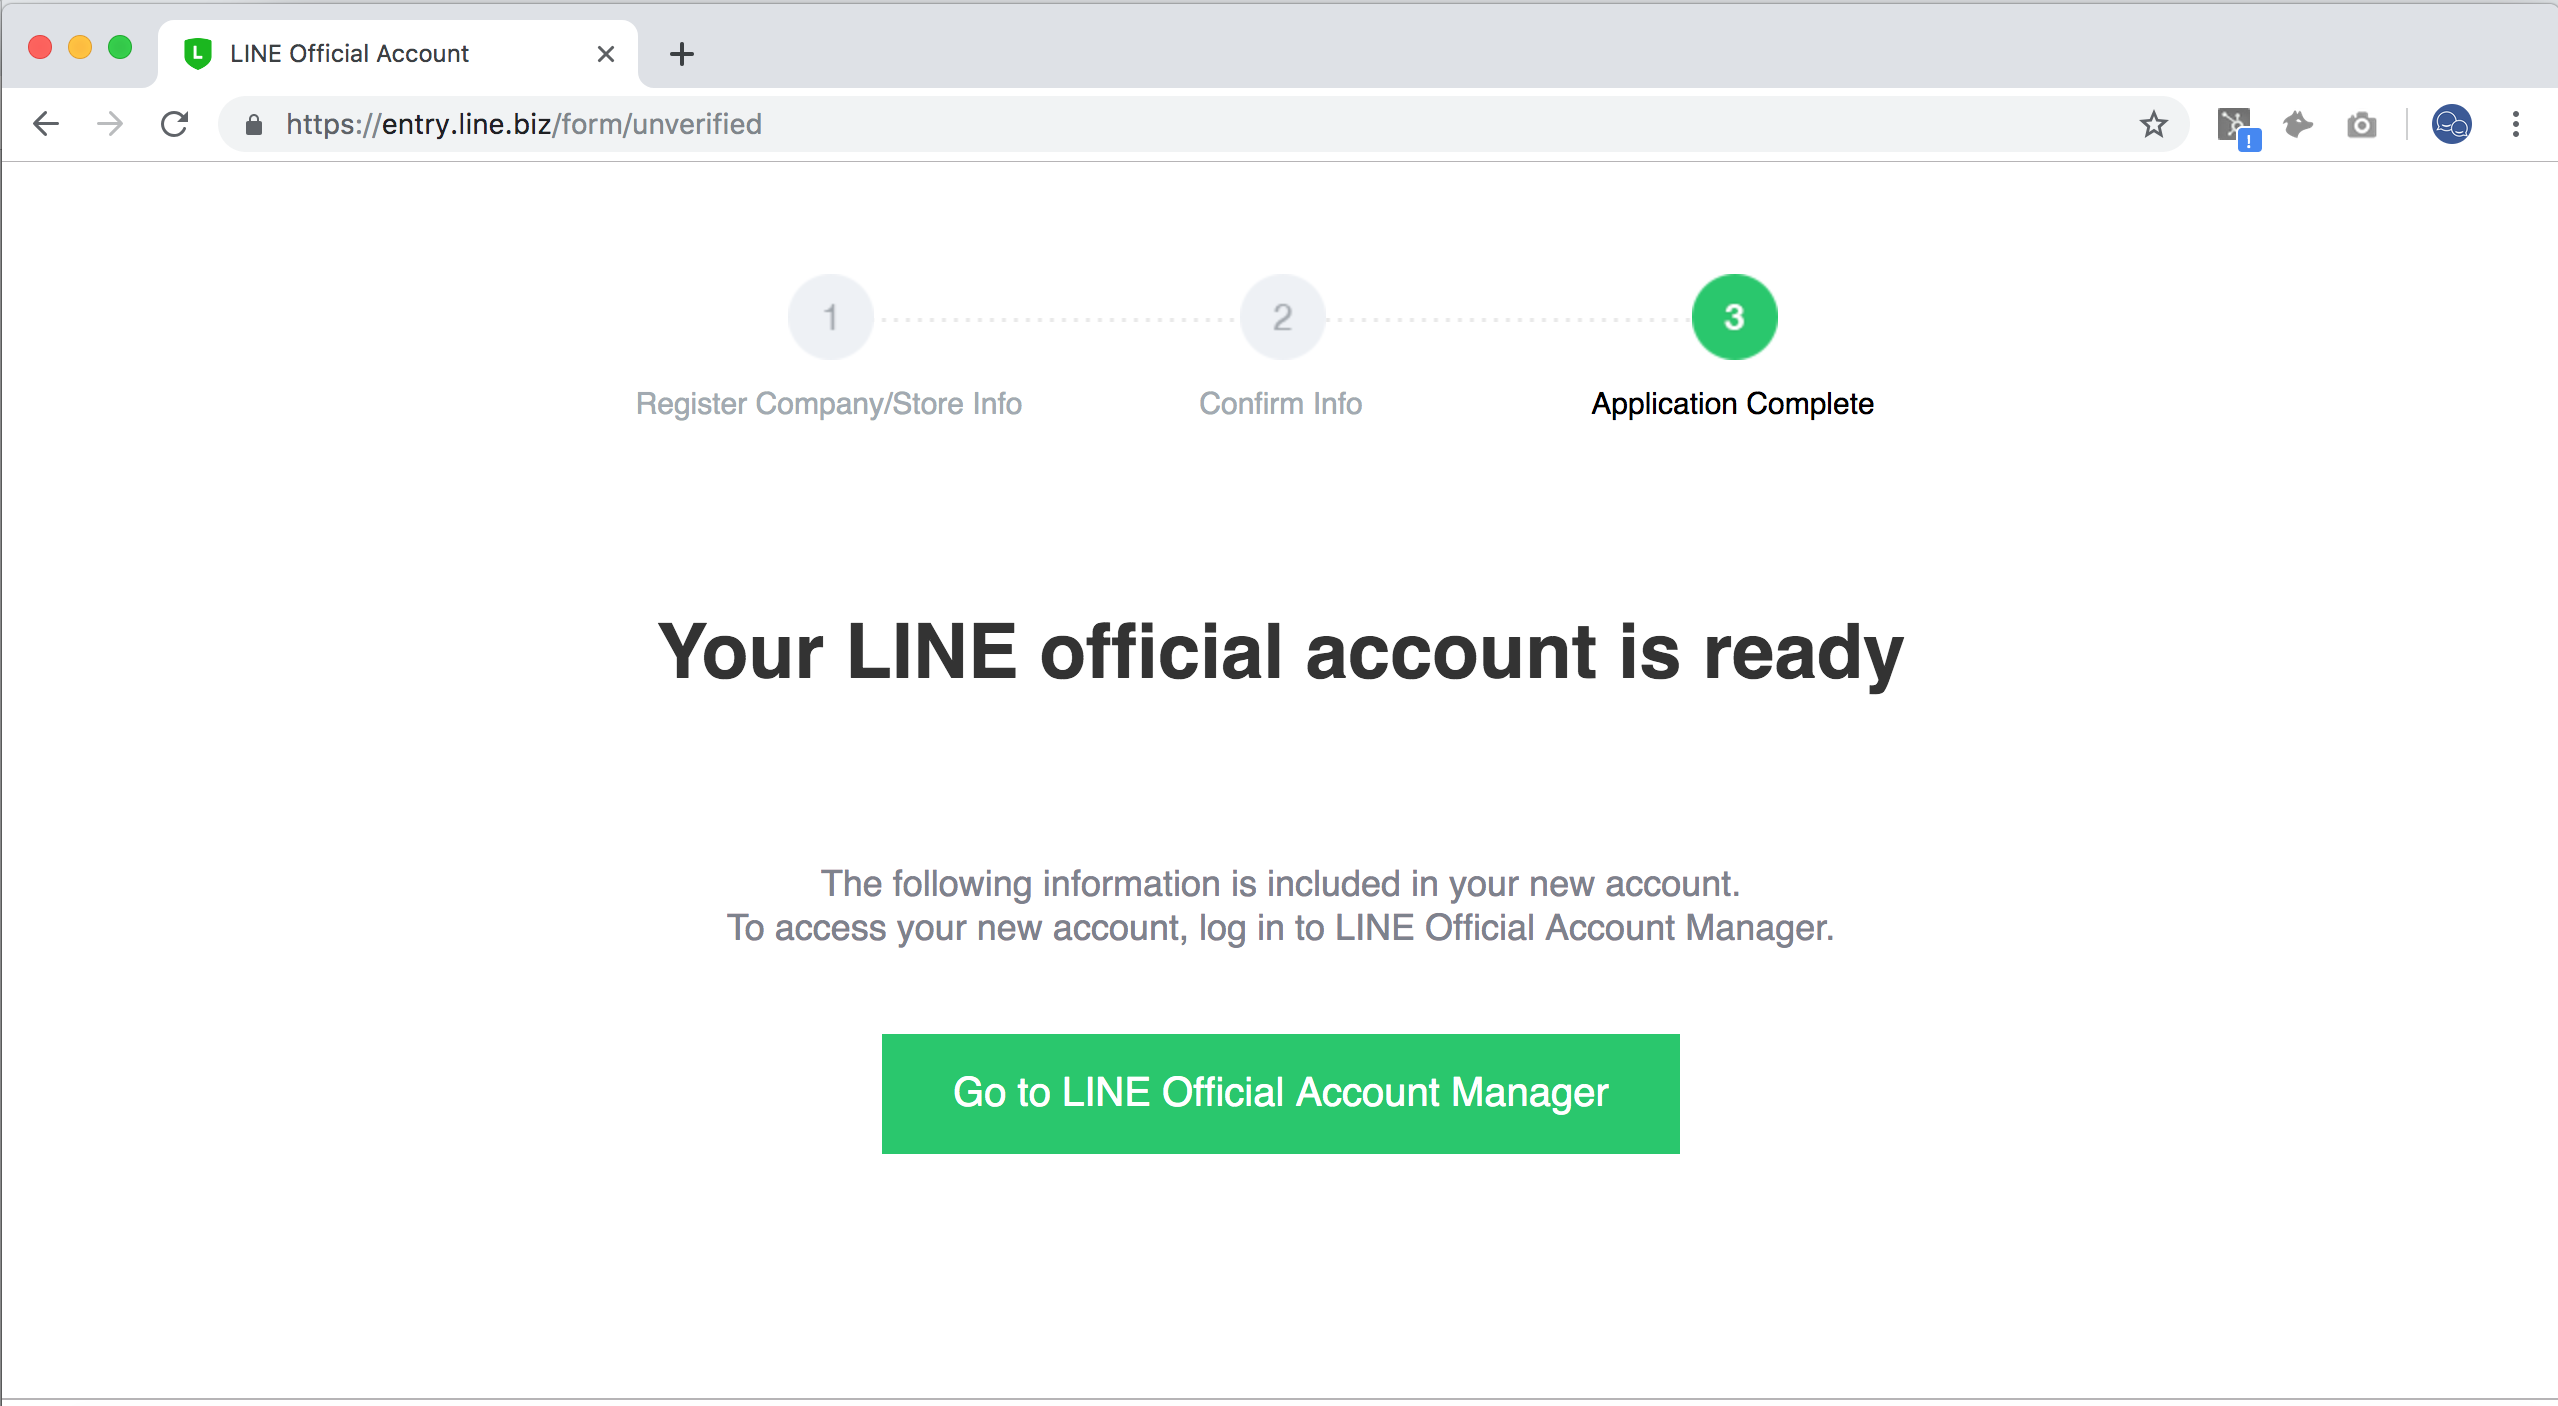 L LINE Official Account
https://entry.line.biz/form/unverified
!
1
2
3
Register Company/Store Info
Confirm Info
Application Complete
Your LINE official account is ready
The following information is included in your new account.
To access your new account, log in to LINE Official Account Manager.
Go to LINE Official Account Manager